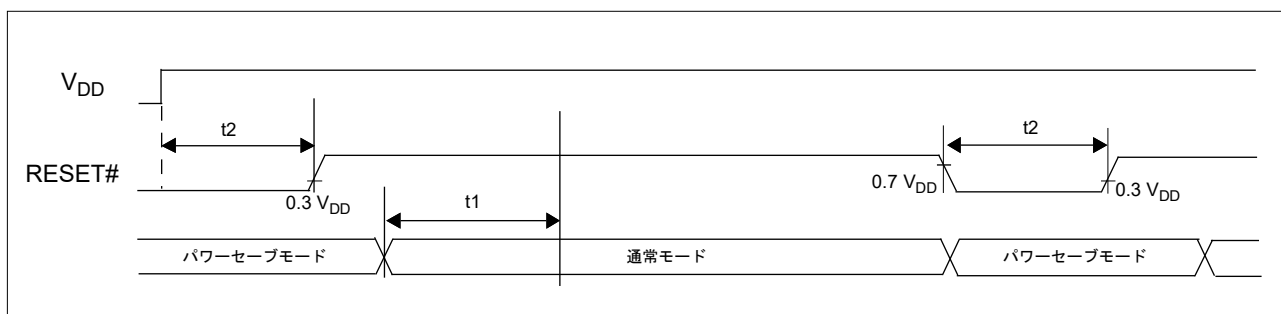 VDD
t2
t2
RESET#
0.7 VDD
0.3 VDD
0.3 VDD
t1
パワーセーブモード
通常モード
パワーセーブモード